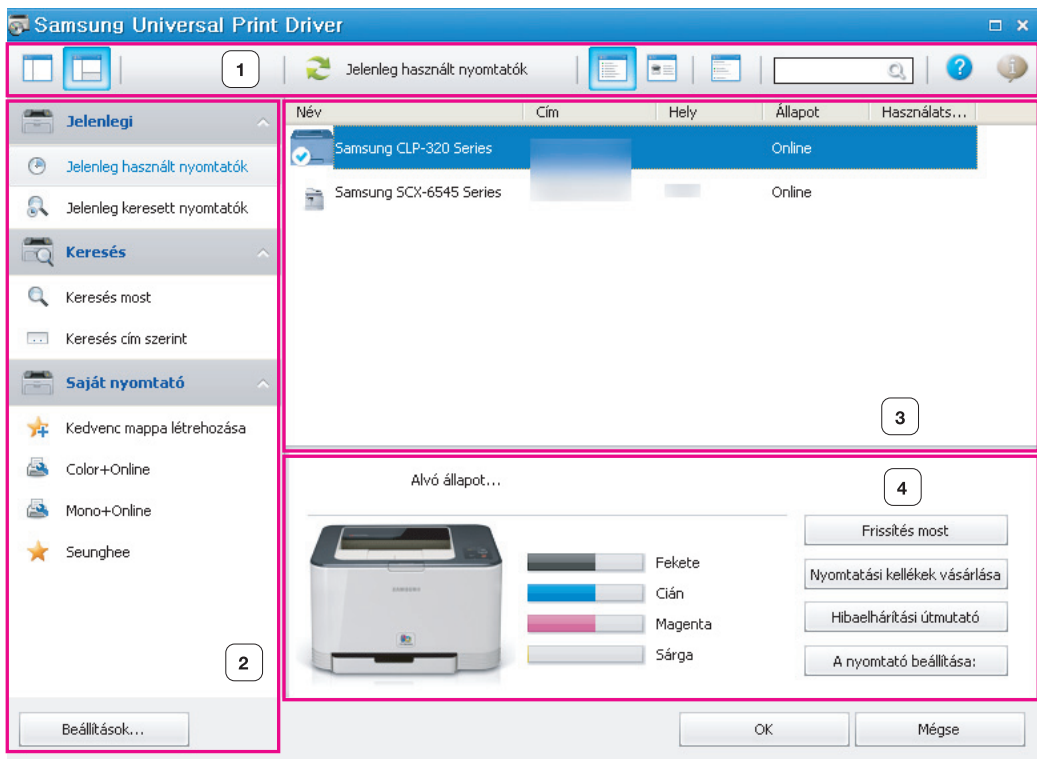 Samsung Universal Print Driver
1
Jelenleg használt nyomtatók
Jelenlegi
Jelenleg használt nyomtatók
Jelenleg keresett nyomtatók
Keresés
Keresés most
Keresés cím szerint
Saját nyomtató
Kedvenc mappa létrehozása
Color+Online
Mono+Online
Seunghee
2
Beállítások...
Név Cím Hely Állapot Használats...
Samsung CLP-320 Series Online
Samsung SCX-6545 Series Online
3
Alvó állapot...
4
SAMSUNG
Fekete
Cián
Magenta
Sárga
Frissítés most
Nyomtatási kellékek vásárlása
Hibaelhárítási útmutató
A nyomtató beállítása:
OK Mégse